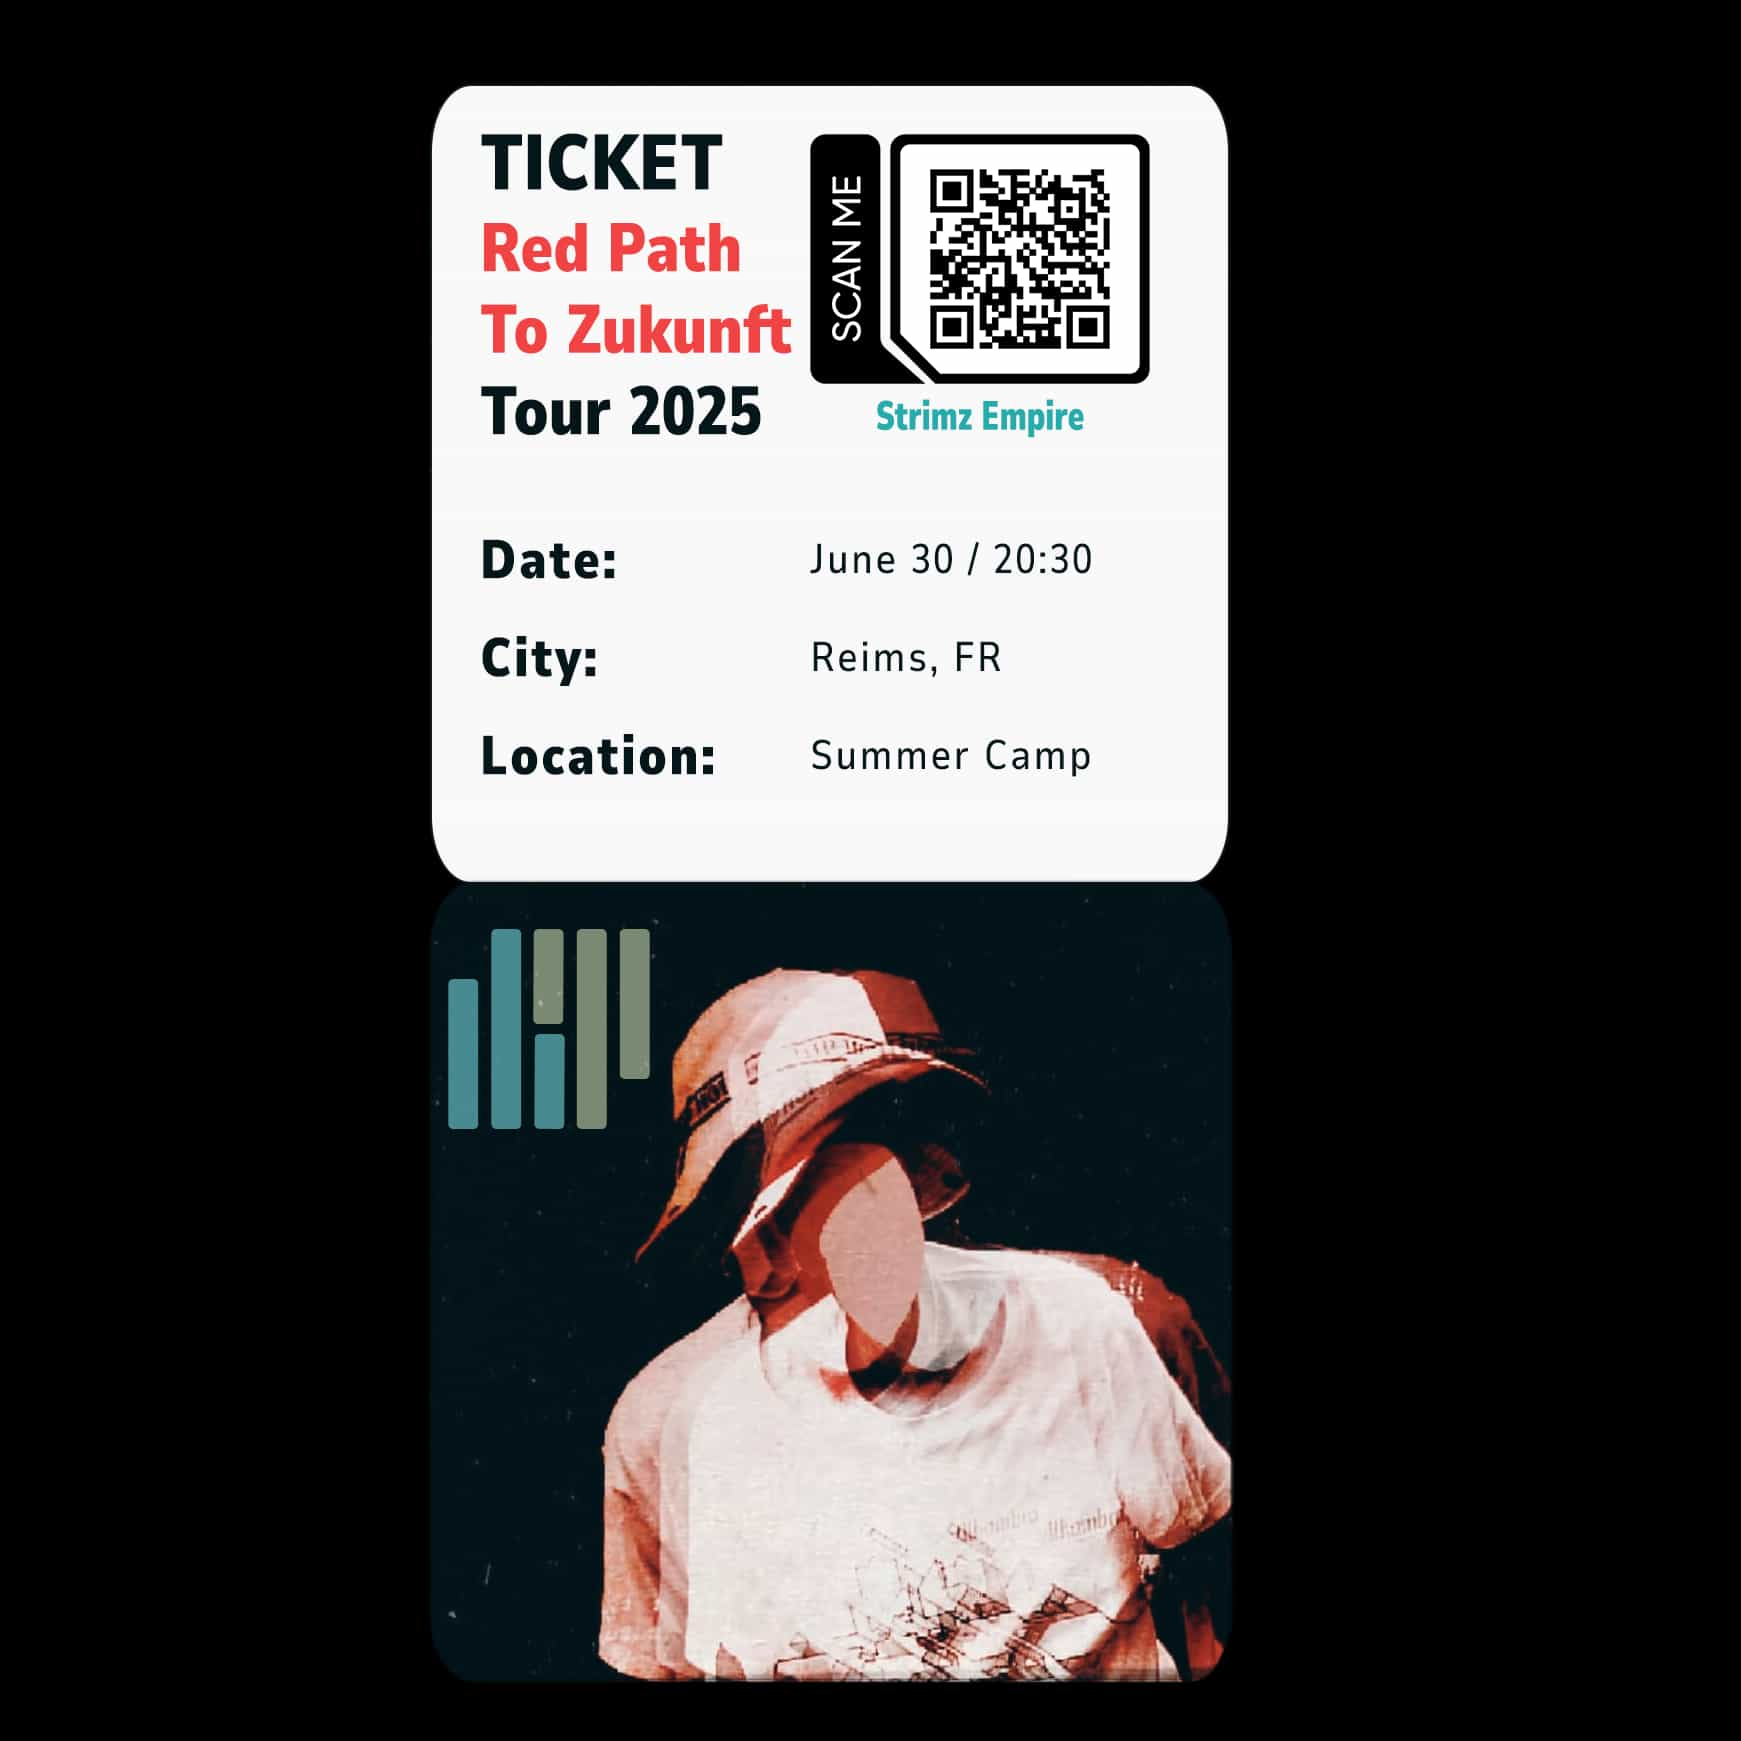 TICKET
Red Path
To Zukunft
Tour 2025
SCAN ME
Strimz Empire
Date: June 30 / 20:30
City: Reims, FR
Location: Summer Camp